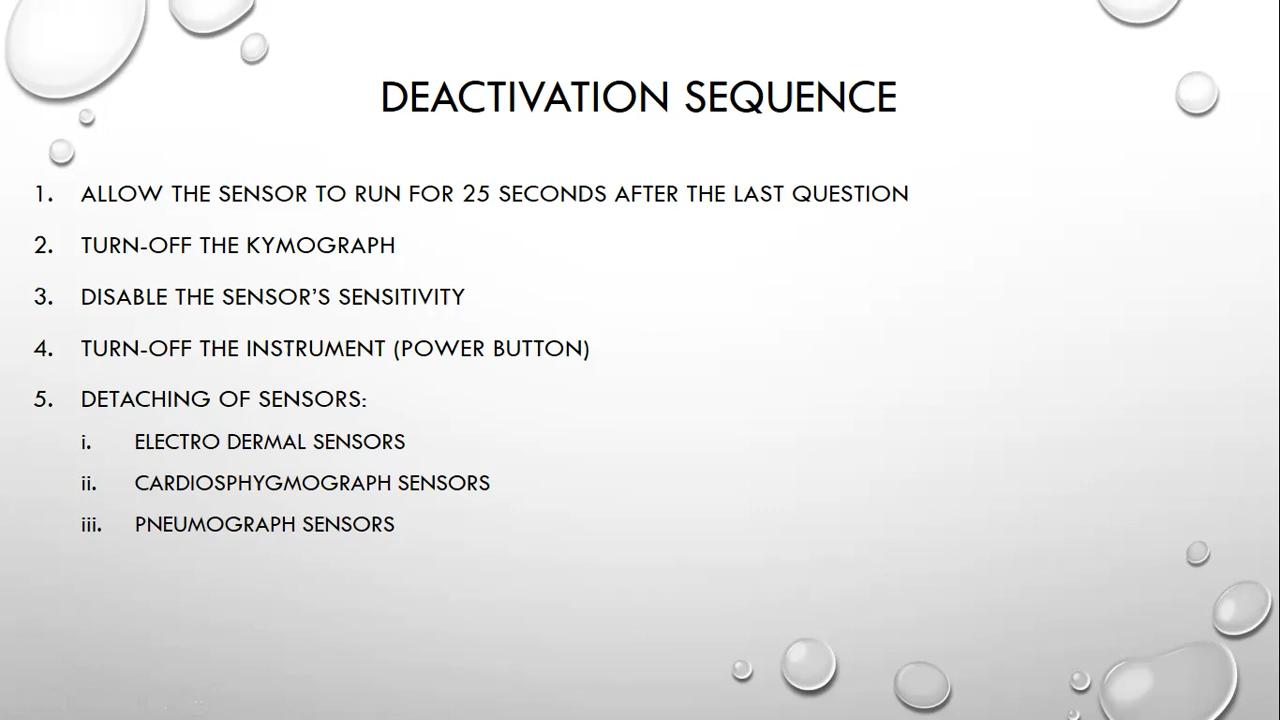 DEACTIVATION SEQUENCE
1. ALLOW THE SENSOR TO RUN FOR 25 SECONDS AFTER THE LAST QUESTION
2. TURN-OFF THE KYMOGRAPH
3. DISABLE THE SENSOR'S SENSITIVITY
4. TURN-OFF THE INSTRUMENT (POWER BUTTON)
5. DETACHING OF SENSORS:
i. ELECTRO DERMAL SENSORS
ii. CARDIOSPHYGMOGRAPH SENSORS
iii. PNEUMOGRAPH SENSORS